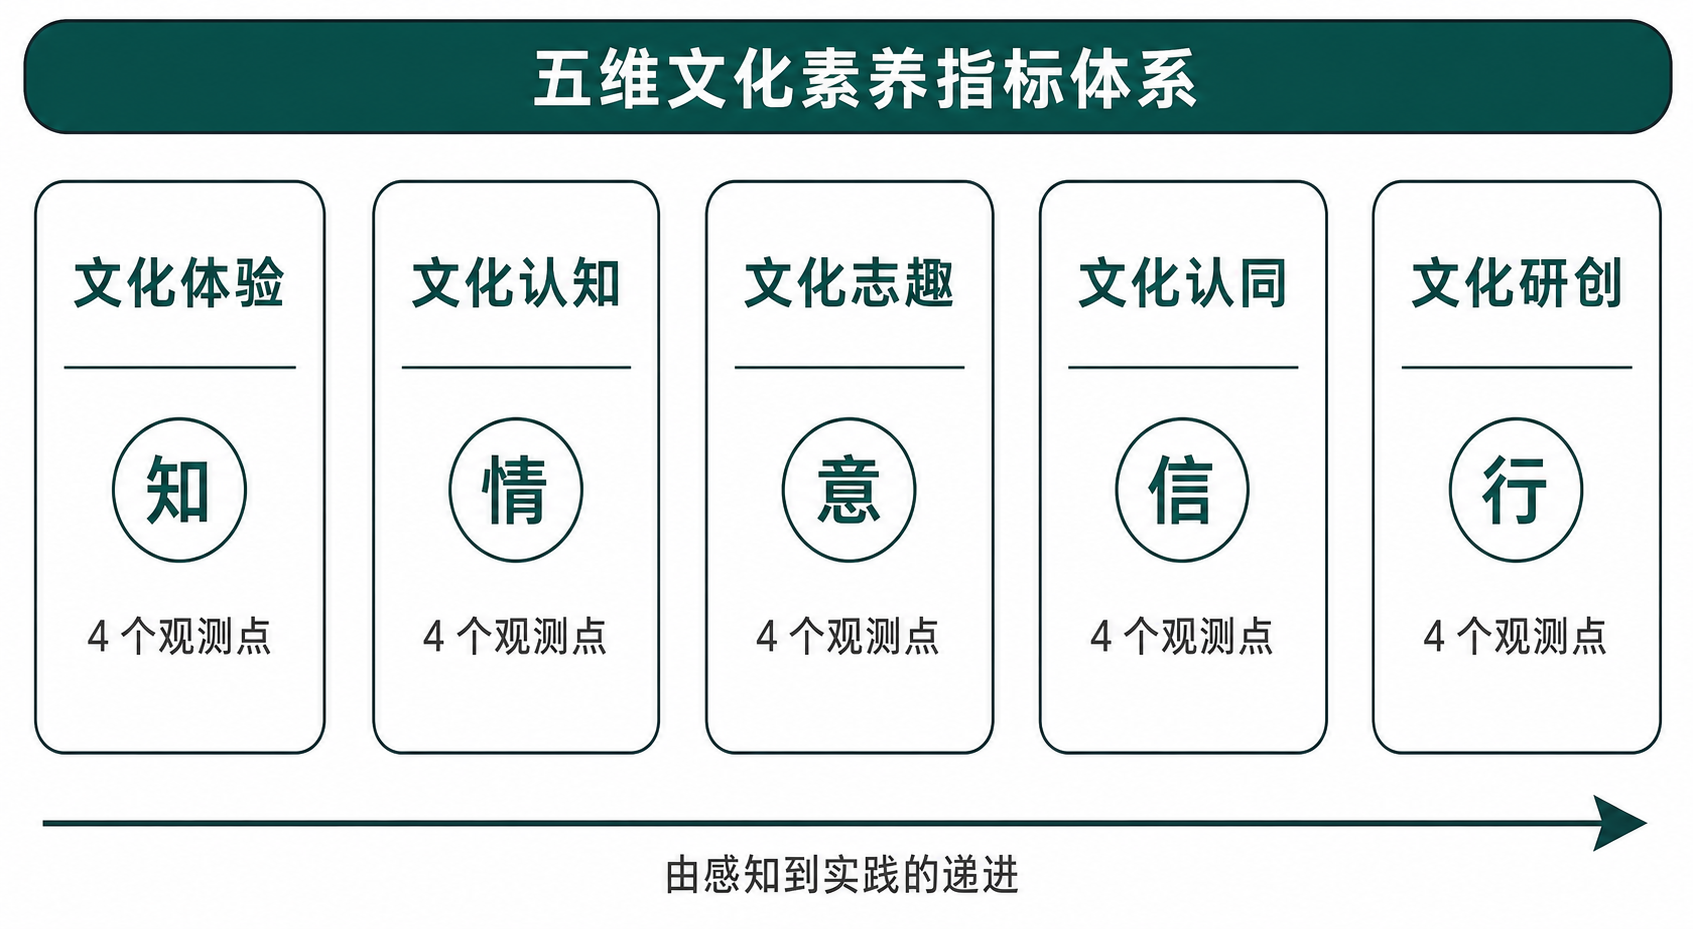 五维文化素养指标体系
文化体验
知
4 个观测点
文化认知
情
4 个观测点
文化志趣
意
4 个观测点
文化认同
信
4 个观测点
文化研创
行
4 个观测点
由感知到实践的递进